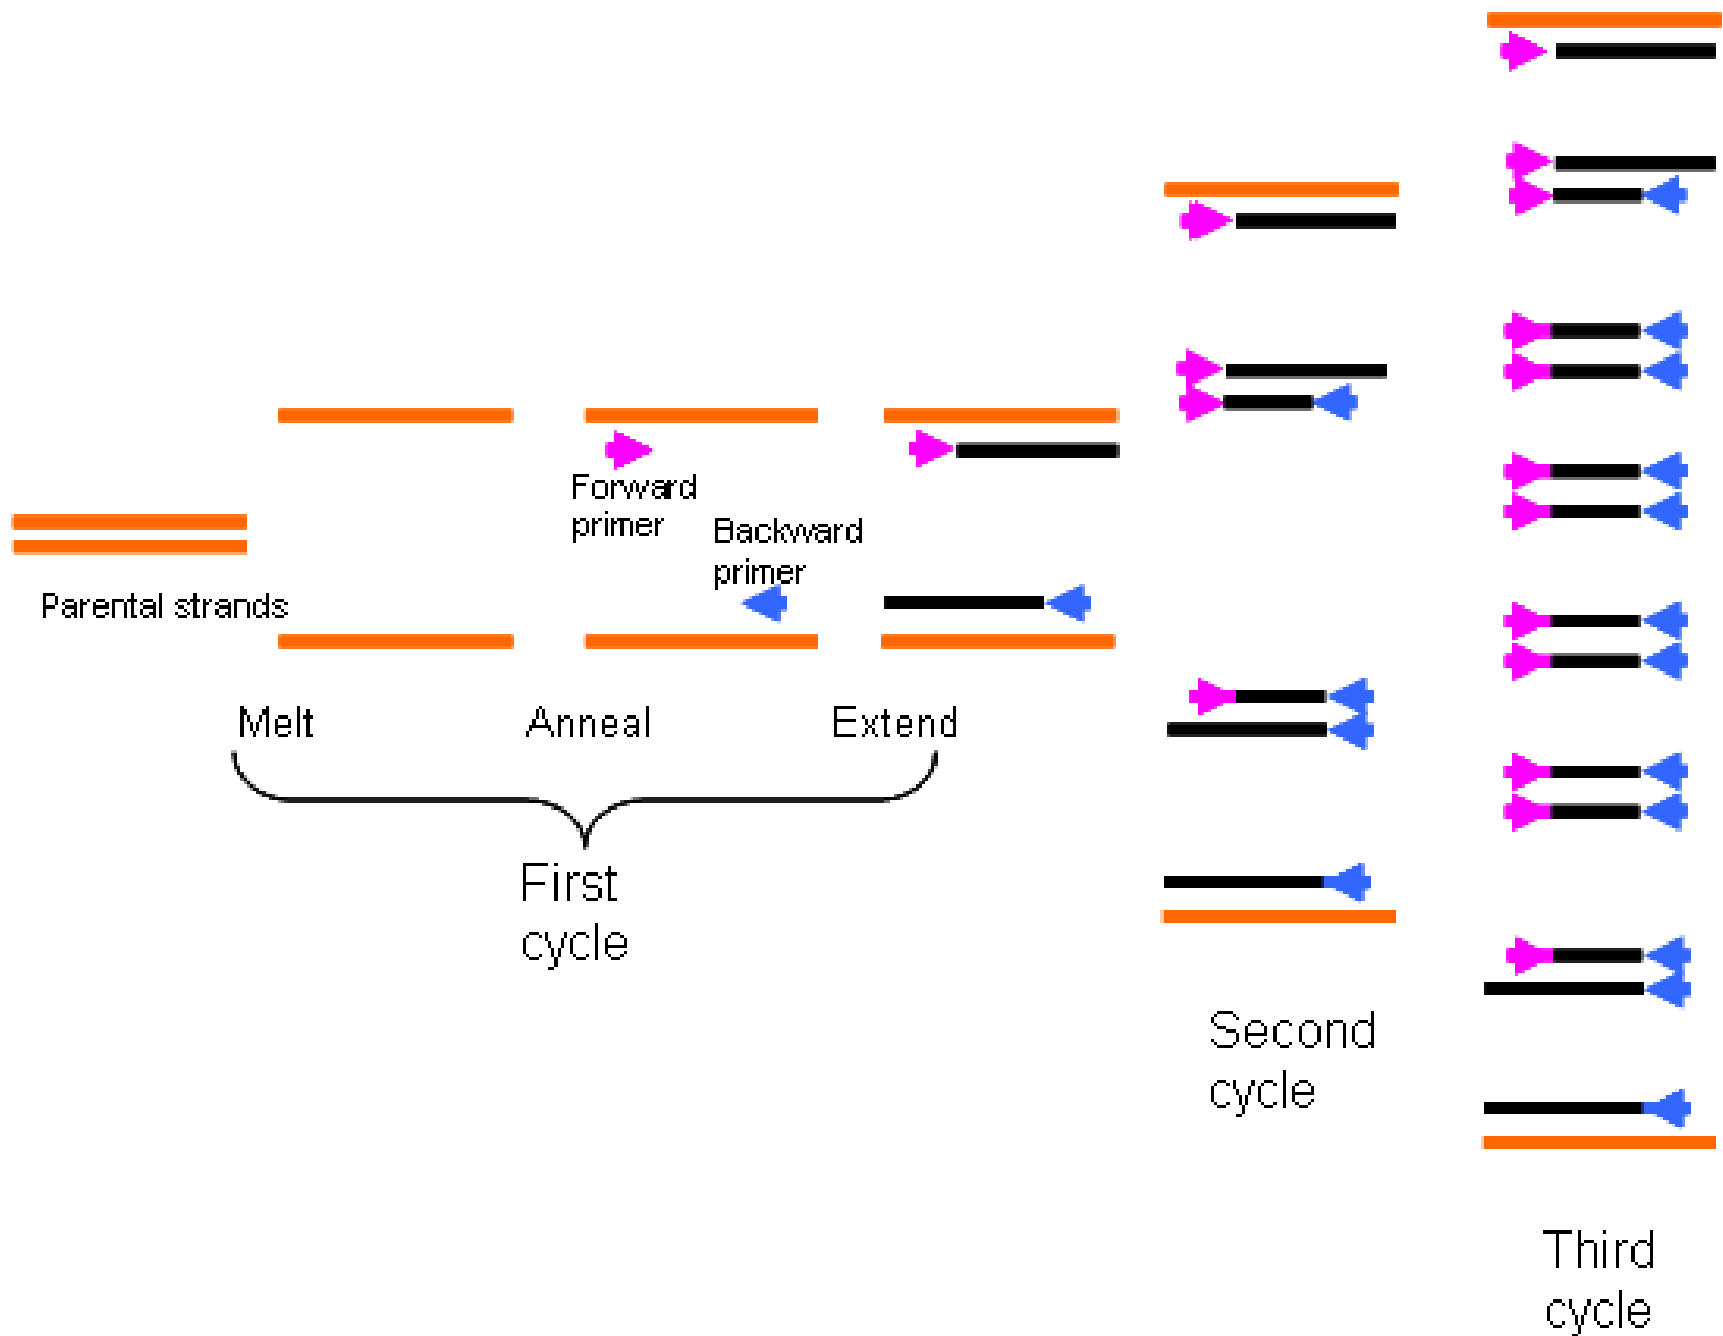 Forward
primer
Backward
primer
Parental strands
Melt
Anneal
Extend
First
cycle
Second
cycle
Third
cycle